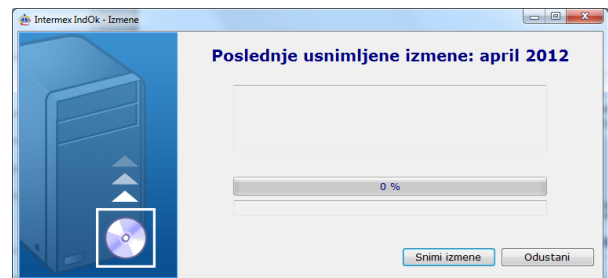 Intermex IndOk - Izmene
Poslednje usnimljene izmene: april 2012
0 %
Snimi izmene Odustani